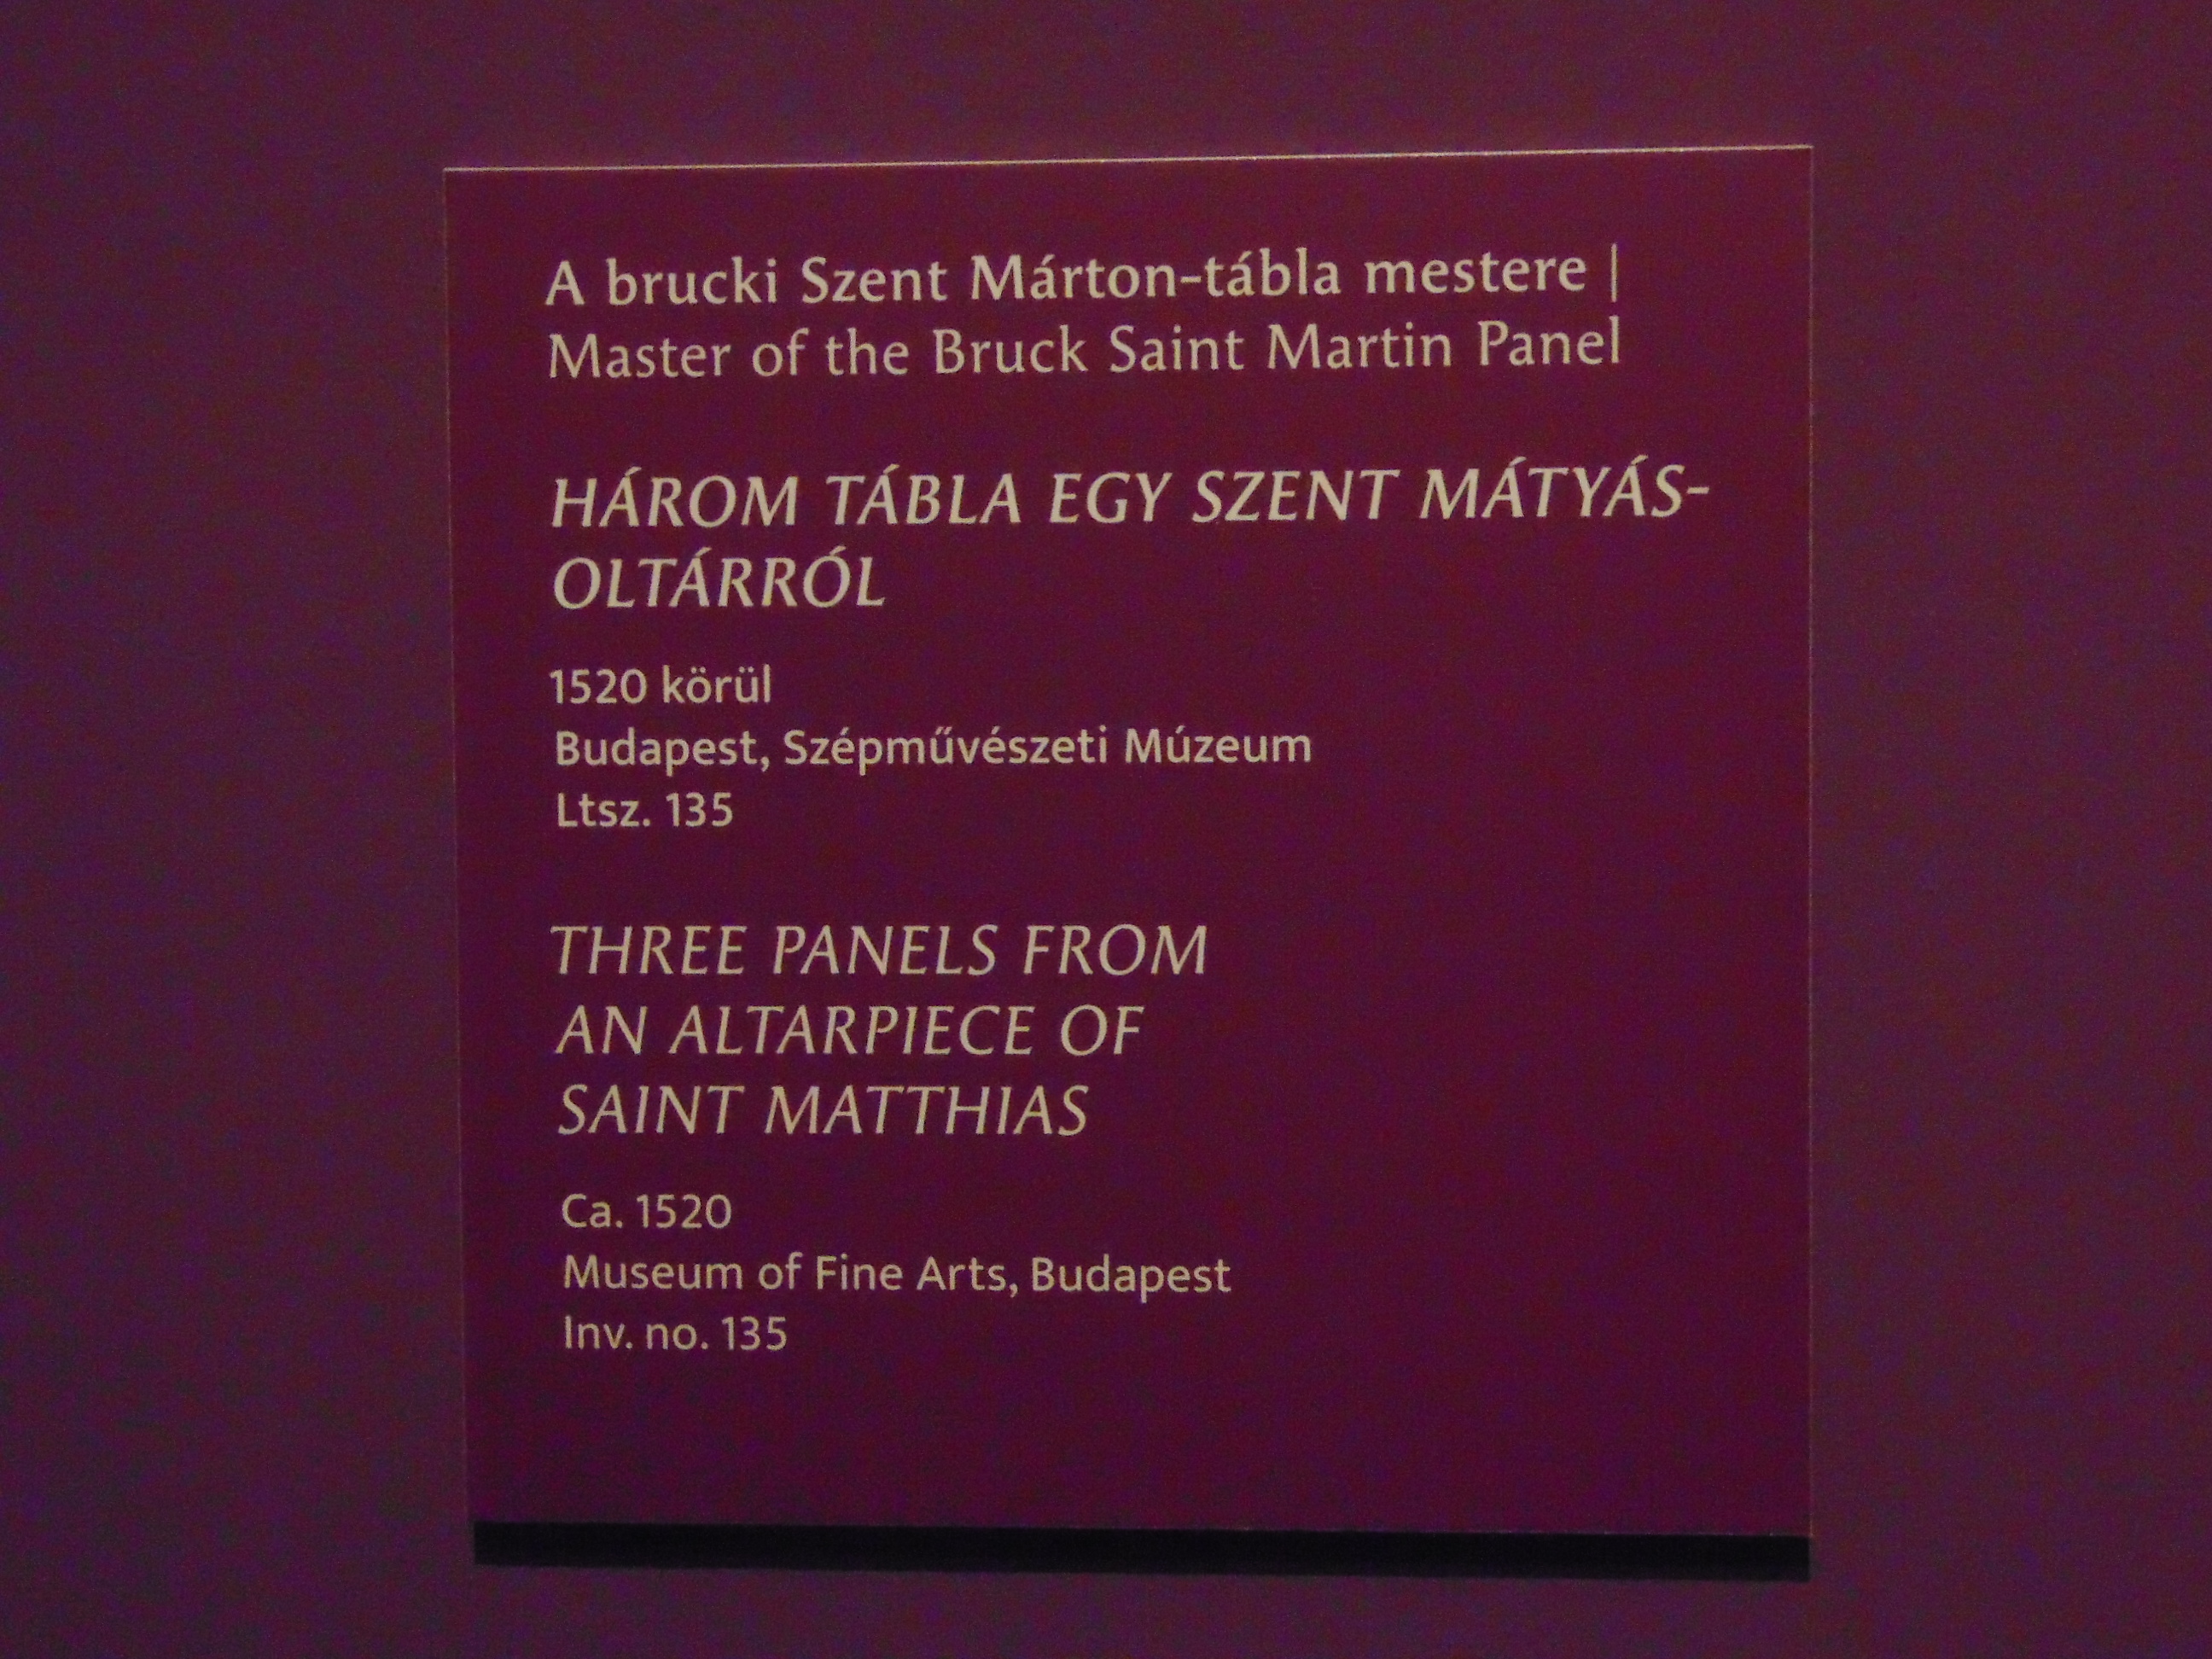 A brucki Szent Márton-tábla mestere |
Master of the Bruck Saint Martin Panel
HÁROM TÁBLA EGY SZENT MÁTYÁS-
OLTÁRRÓL
1520 körül
Budapest, Szépművészeti Múzeum
Ltsz. 135
THREE PANELS FROM
AN ALTARPIECE OF
SAINT MATTHIAS
Ca. 1520
Museum of Fine Arts, Budapest
Inv. no. 135